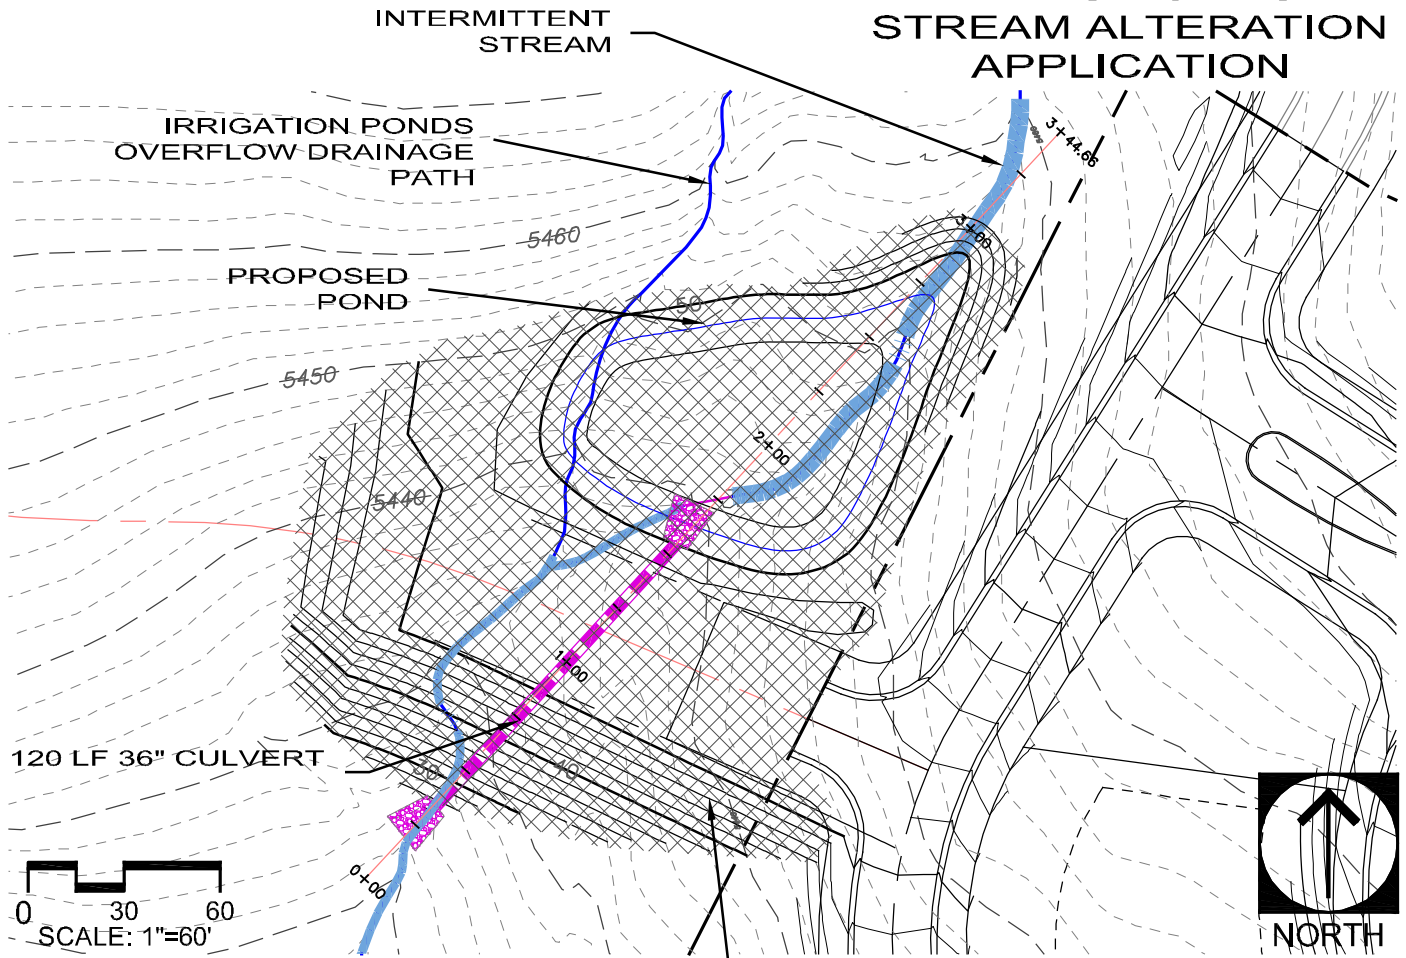 INTERMITTENT
STREAM
STREAM ALTERATION
APPLICATION
IRRIGATION PONDS
OVERFLOW DRAINAGE
PATH
3+44.66
5460
3+00
PROPOSED
POND
50
5450
2+00
5440
1+00
120 LF 36" CULVERT
30
40
0+00
0 30 60
SCALE: 1"=60'
NORTH